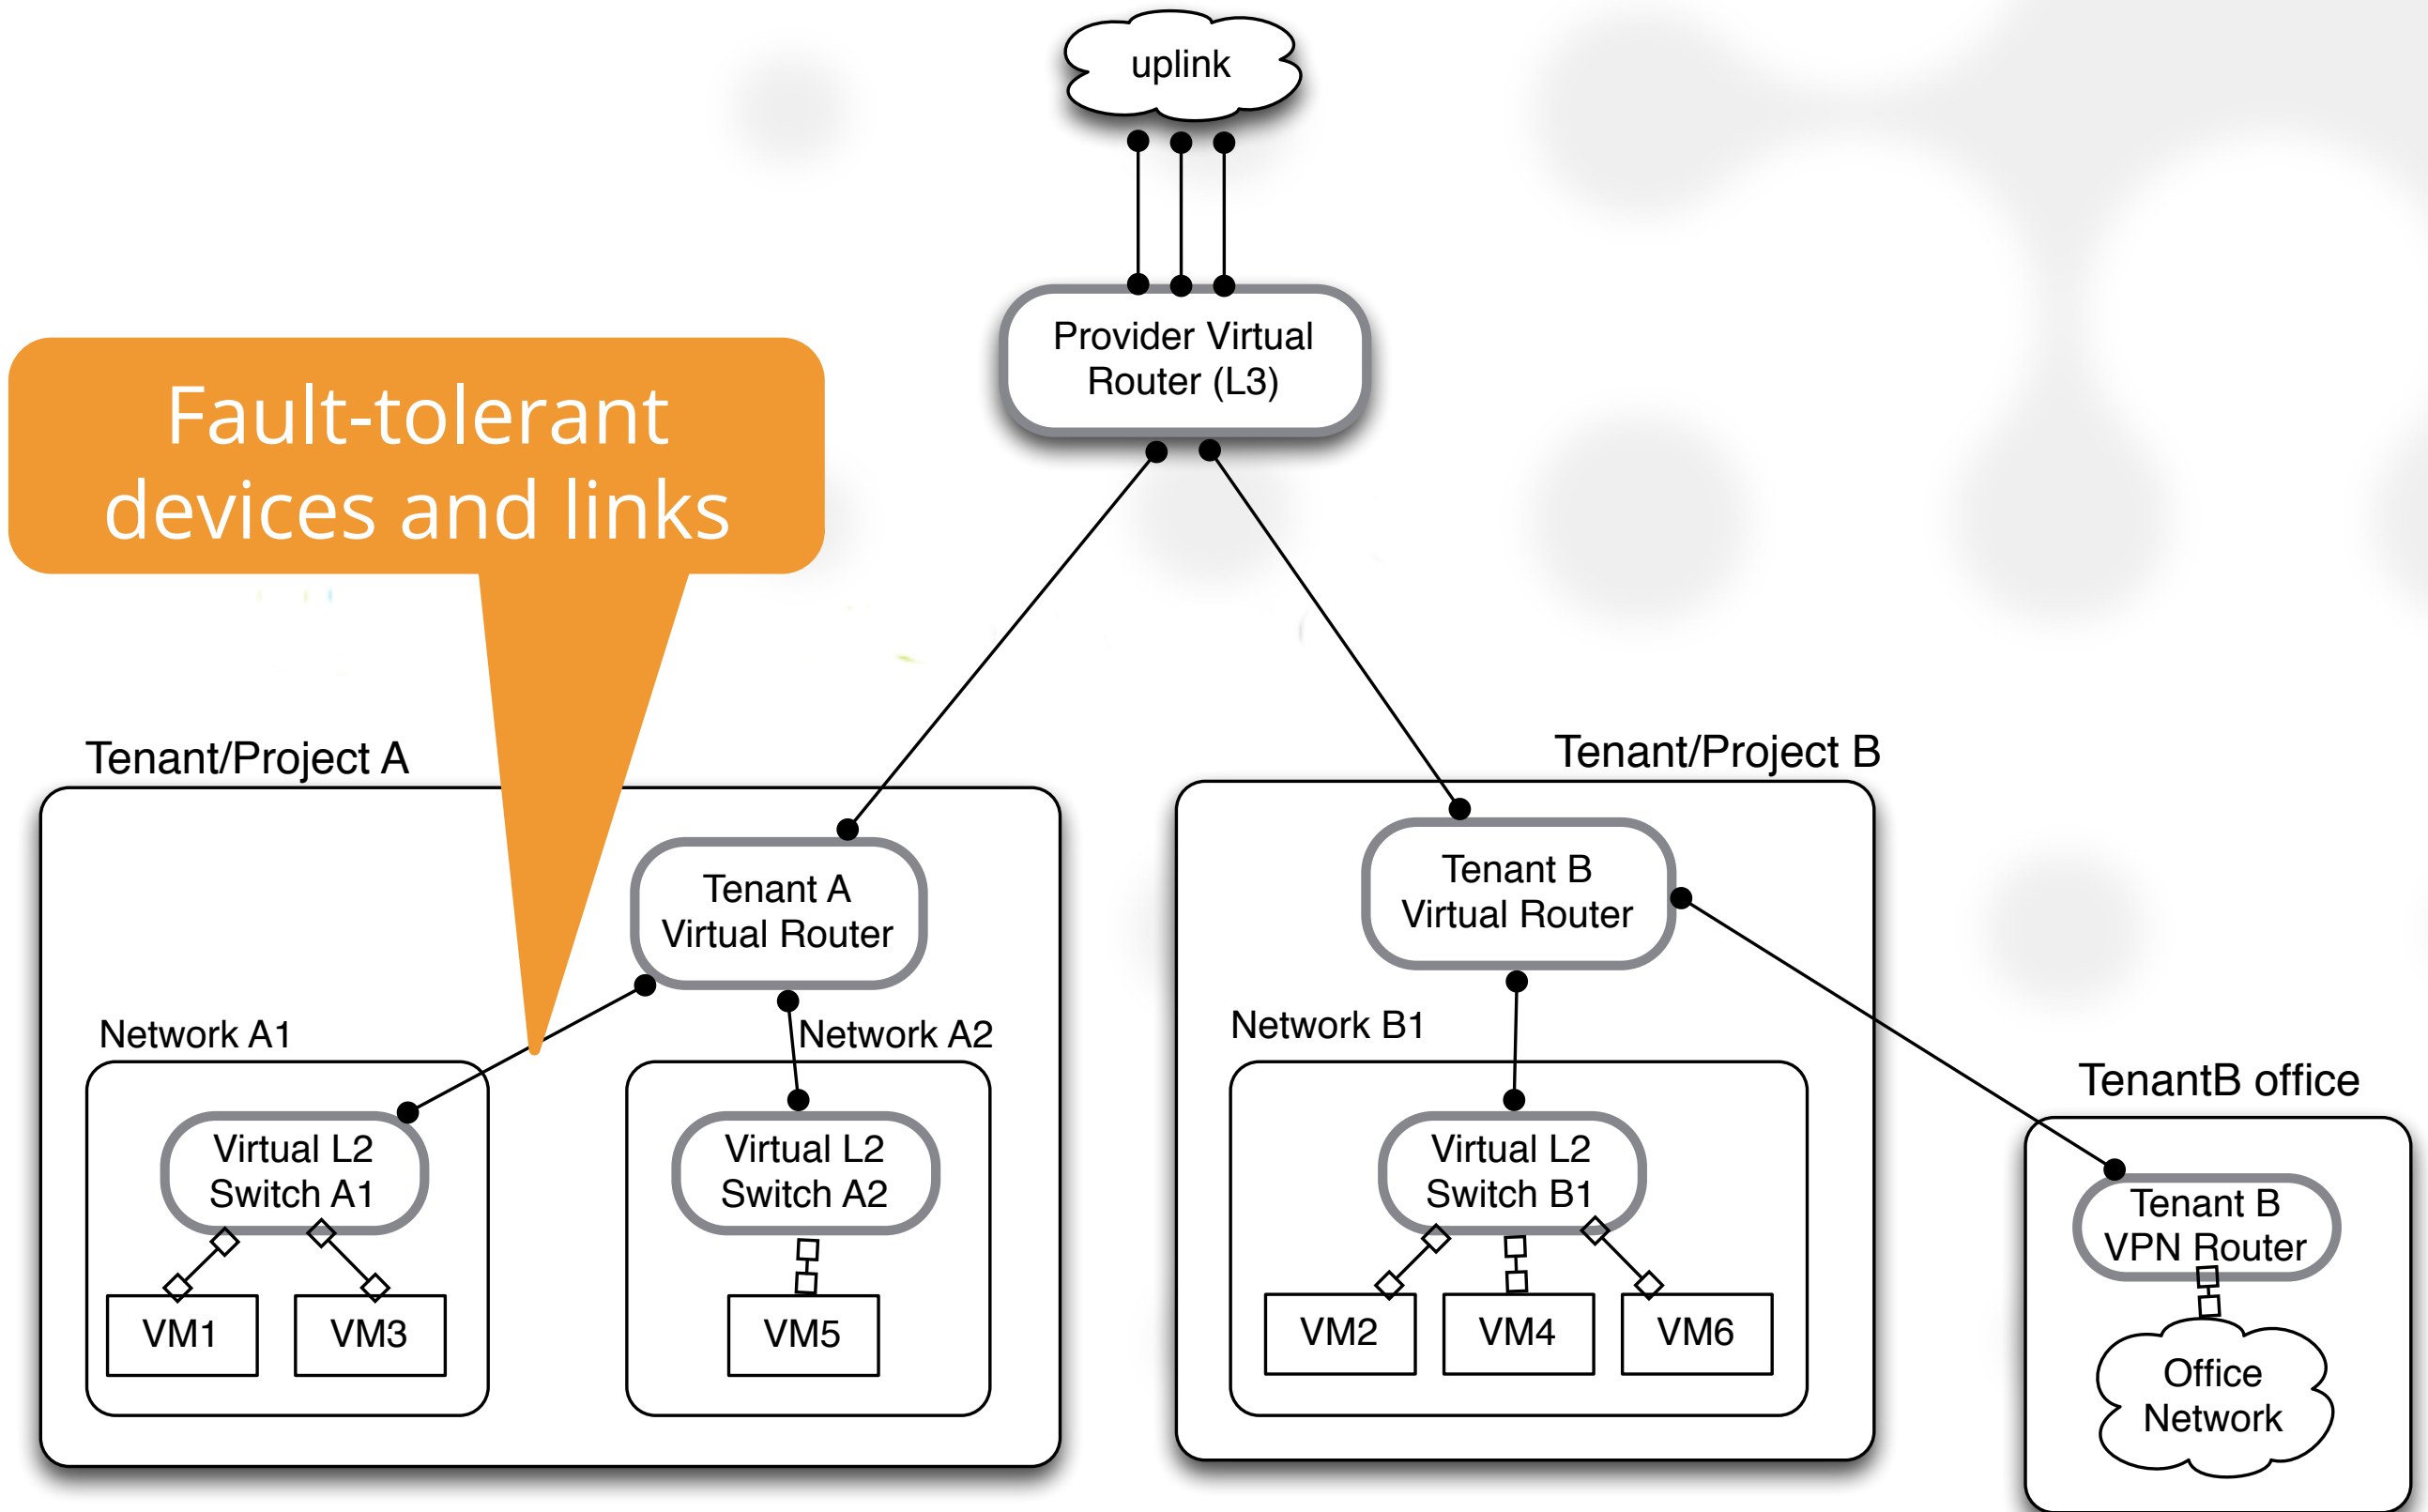 uplink
Provider Virtual
Router (L3)
Fault-tolerant
devices and links
Tenant/Project A
Tenant A
Virtual Router
Network A1
Network A2
Virtual L2
Switch A1
Virtual L2
Switch A2
VM1
VM3
VM5
Tenant/Project B
Tenant B
Virtual Router
Network B1
Virtual L2
Switch B1
VM2
VM4
VM6
TenantB office
Tenant B
VPN Router
Office
Network